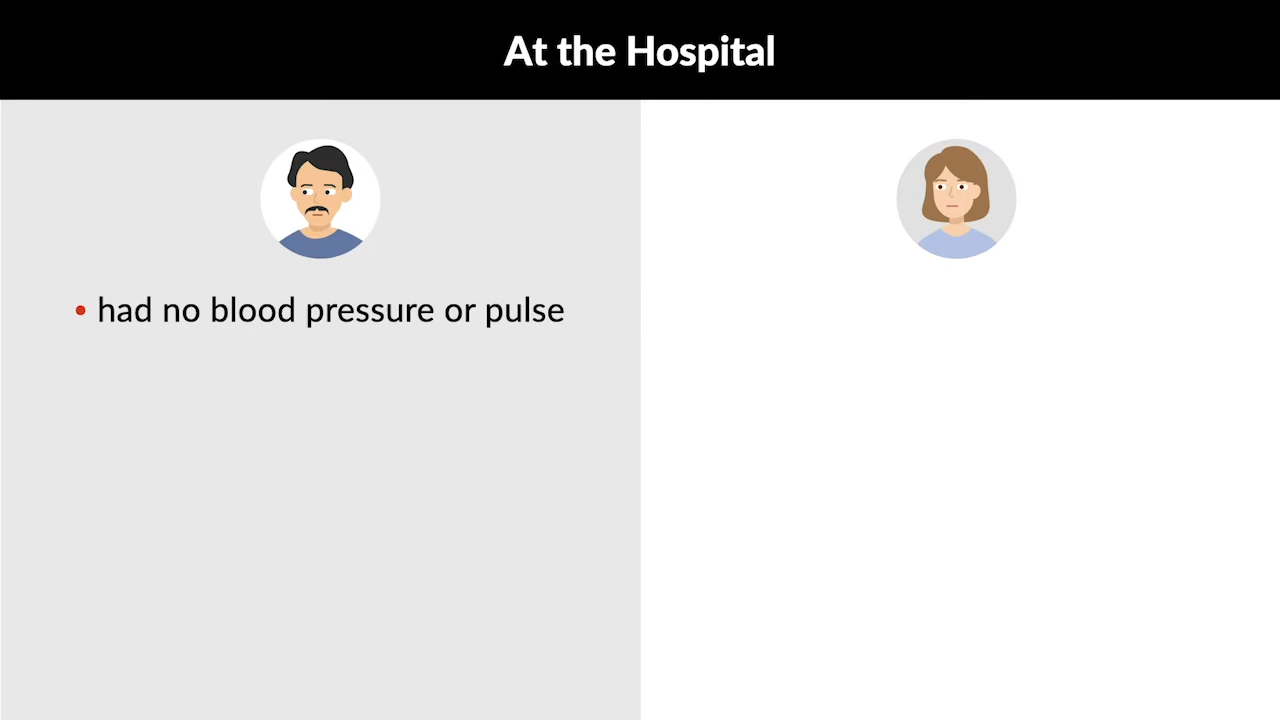 At the Hospital
• had no blood pressure or pulse